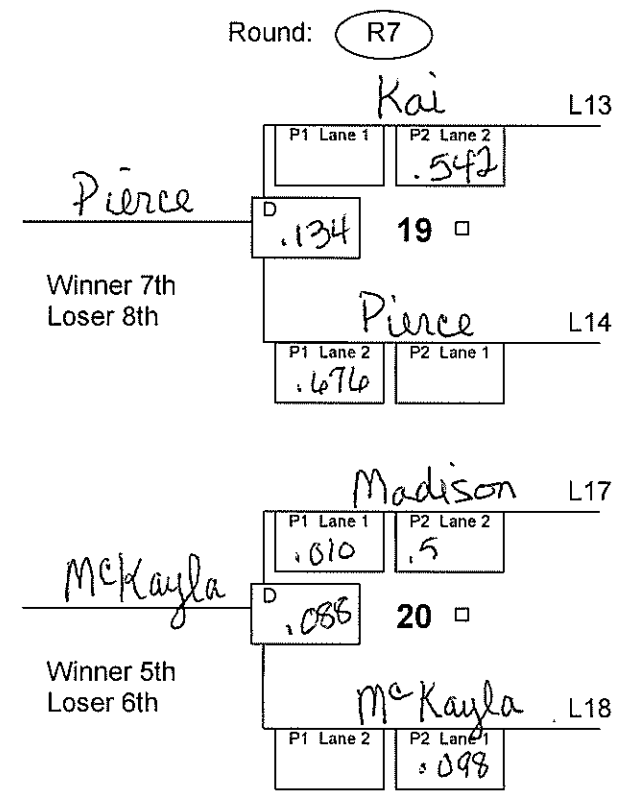 Round: R7
Kai L13
P1 Lane 1 P2 Lane 2
.542
Pierce
D
.134 19
Winner 7th
Loser 8th
Pierce L14
P1 Lane 2 P2 Lane 1
.676
Madison L17
P1 Lane 1 P2 Lane 2
.010 .5
McKayla
D
.088 20
Winner 5th
Loser 6th
McKayla L18
P1 Lane 2 P2 Lane 1
.098